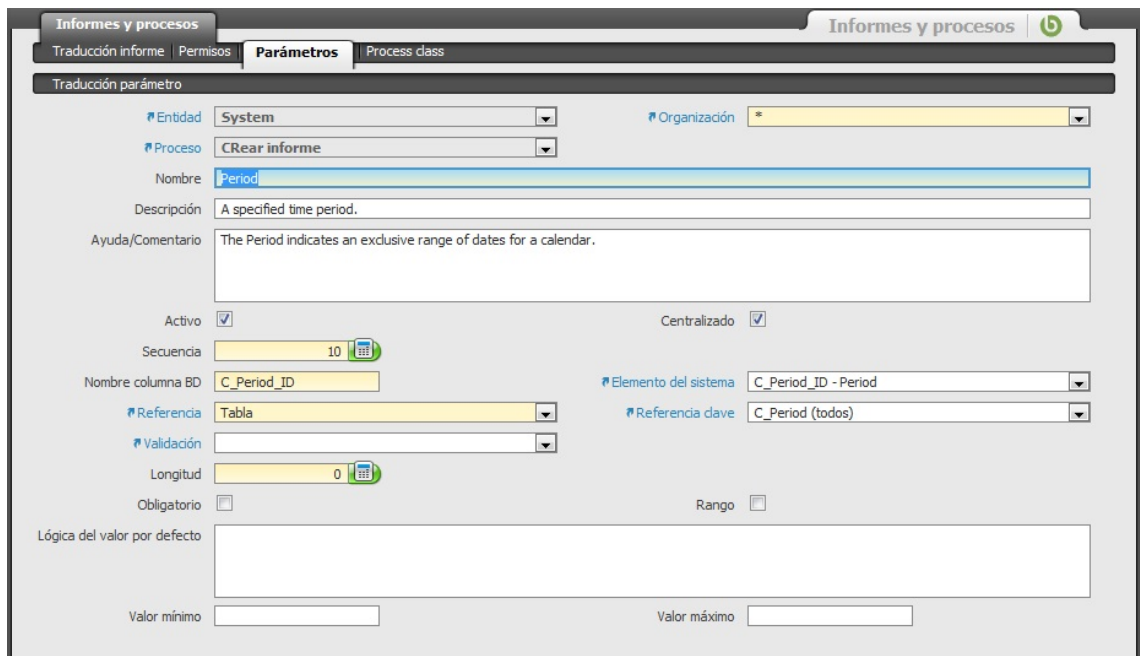 Informes y procesos
Informes y procesos
Traducción informe Permisos Parámetros Process class
Traducción parámetro
Entidad System Organización *
Proceso CRear informe
Nombre Period
Descripción A specified time period.
Ayuda/Comentario The Period indicates an exclusive range of dates for a calendar.
Activo Centralizado
Secuencia 10
Nombre columna BD C_Period_ID Elemento del sistema C_Period_ID - Period
Referencia Tabla Referencia clave C_Period (todos)
Validación
Longitud 0
Obligatorio Rango
Lógica del valor por defecto
Valor mínimo Valor máximo